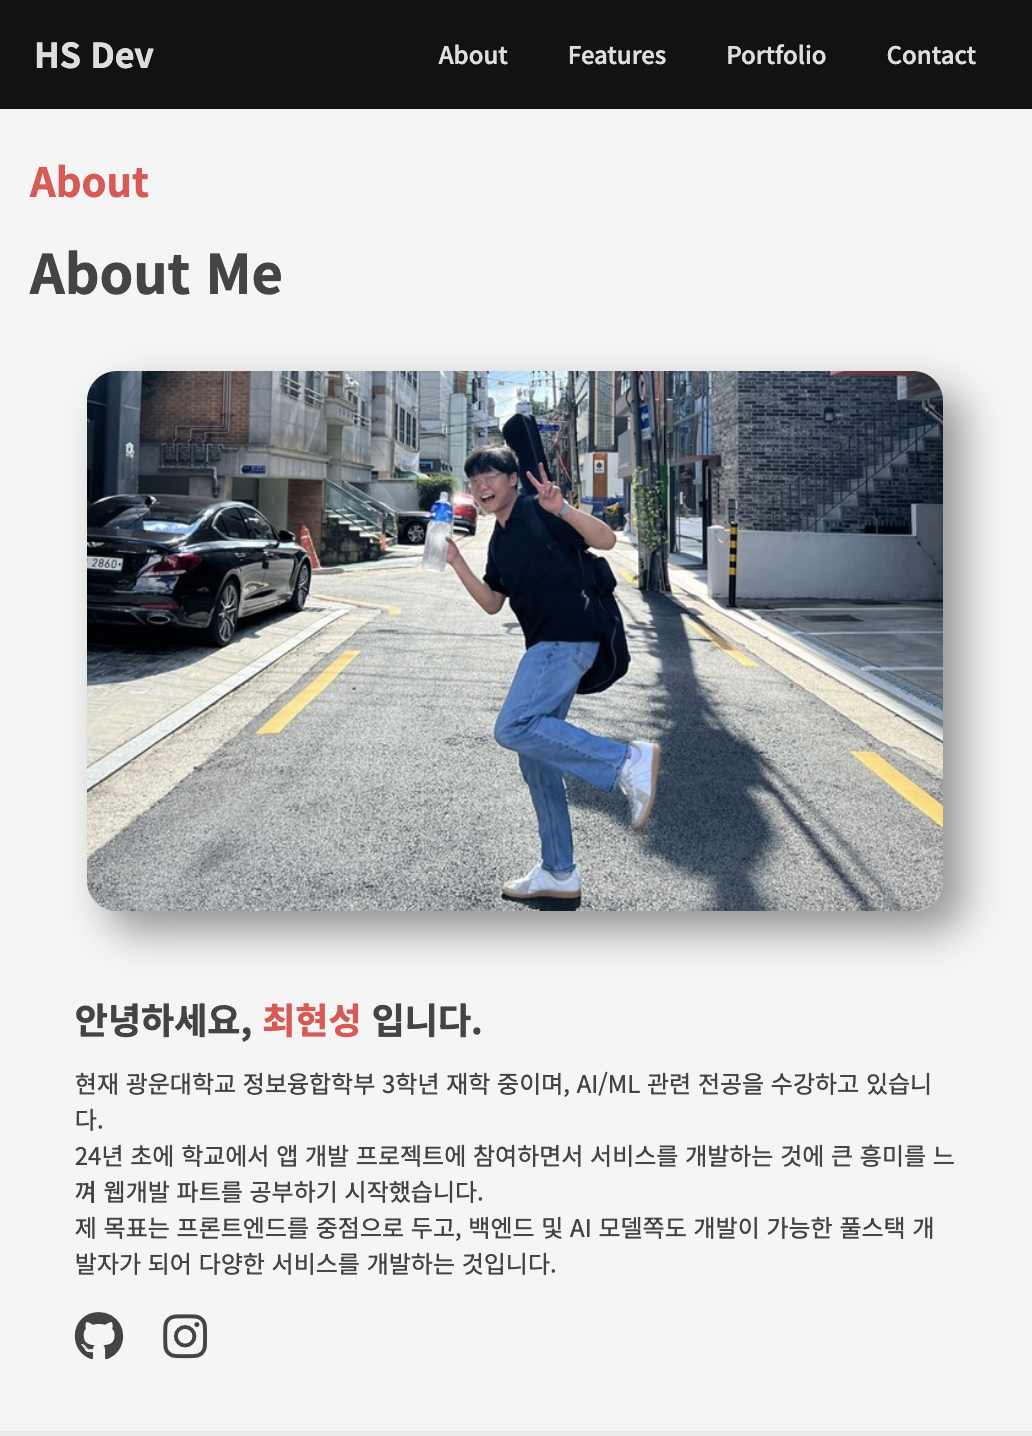 HS Dev
About
Features
Portfolio
Contact
About
About Me
2860
안녕하세요, 최현성 입니다.
현재 광운대학교 정보융합학부 3학년 재학 중이며, AI/ML 관련 전공을 수강하고 있습니
다.
24년 초에 학교에서 앱 개발 프로젝트에 참여하면서 서비스를 개발하는 것에 큰 흥미를 느
껴 웹개발 파트를 공부하기 시작했습니다.
제 목표는 프론트엔드를 중점으로 두고, 백엔드 및 AI 모델쪽도 개발이 가능한 풀스택 개
발자가 되어 다양한 서비스를 개발하는 것입니다.